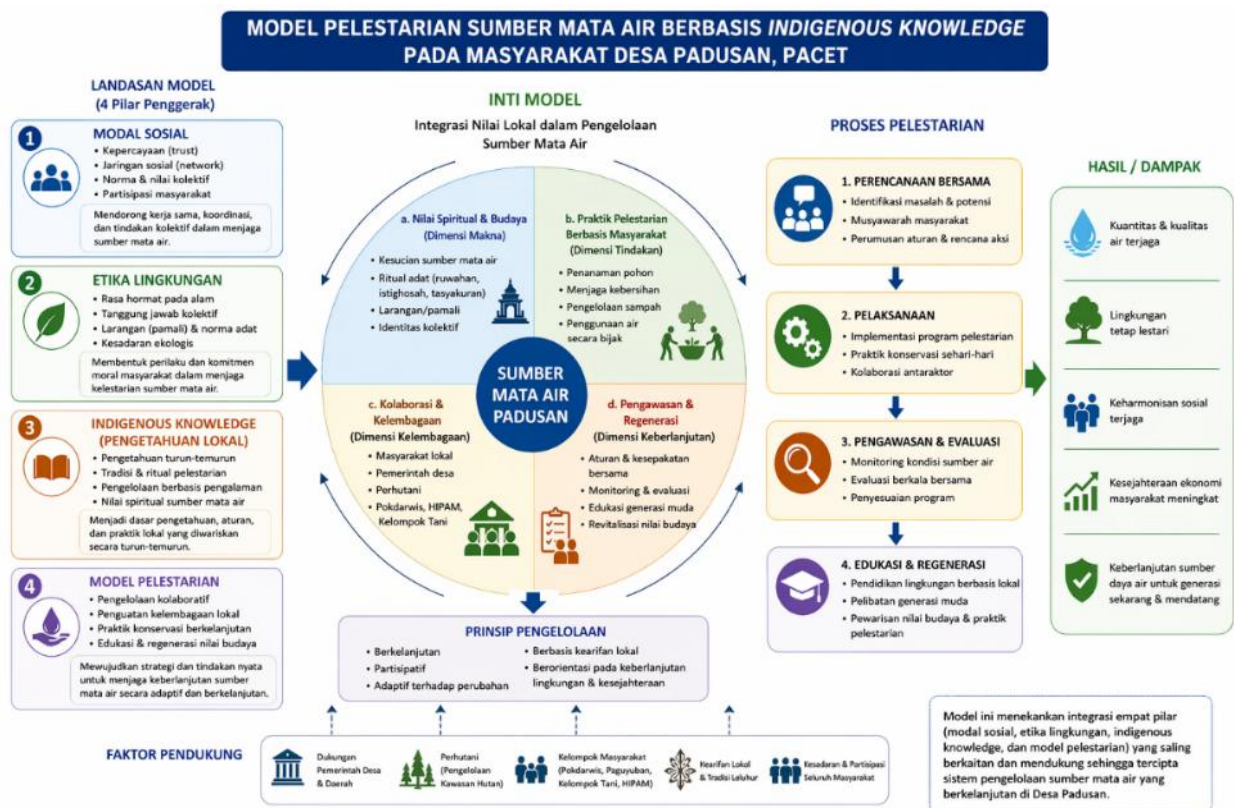 MODEL PELESTARIAN SUMBER MATA AIR BERBASIS INDIGENOUS KNOWLEDGE
PADA MASYARAKAT DESA PADUSAN, PACET
LANDASAN MODEL
(4 Pilar Penggerak)
1
MODAL SOSIAL
• Kepercayaan (trust)
• Jaringan sosial (network)
• Norma & nilai kolektif
• Partisipasi masyarakat
Mendorong kerja sama, koordinasi,
dan tindakan kolektif dalam menjaga
sumber mata air.
2
ETIKA LINGKUNGAN
• Rasa hormat pada alam
• Tanggung jawab kolektif
• Larangan (pamali) & norma adat
• Kesadaran ekologis
Membentuk perilaku dan komitmen
moral masyarakat dalam menjaga
kelestarian sumber mata air.
3
INDIGENOUS KNOWLEDGE
(PENGETAHUAN LOKAL)
• Pengetahuan turun-temurun
• Tradisi & ritual pelestarian
• Pengelolaan berbasis pengalaman
• Nilai spiritual sumber mata air
Menjadi dasar pengetahuan, aturan,
dan praktik lokal yang diwariskan
secara turun-temurun.
4
MODEL PELESTARIAN
• Pengelolaan kolaboratif
• Penguatan kelembagaan lokal
• Praktik konservasi berkelanjutan
• Edukasi & regenerasi nilai budaya
Mewujudkan strategi dan tindakan nyata
untuk menjaga keberlanjutan sumber
mata air secara adaptif dan berkelanjutan.
INTI MODEL
Integrasi Nilai Lokal dalam Pengelolaan
Sumber Mata Air
a. Nilai Spiritual & Budaya
(Dimensi Makna)
• Kesucian sumber mata air
• Ritual adat (ruwahan,
istighosah, tasyakuran)
• Larangan/pamali
• Identitas kolektif
b. Praktik Pelestarian
Berbasis Masyarakat
(Dimensi Tindakan)
• Penanaman pohon
• Menjaga kebersihan
• Pengelolaan sampah
• Penggunaan air
secara bijak
SUMBER
MATA AIR
PADUSAN
c. Kolaborasi &
Kelembagaan
(Dimensi Kelembagaan)
• Masyarakat lokal
• Pemerintah desa
• Perhutani
• Pokdarwis, HIPAM,
Kelompok Tani
d. Pengawasan &
Regenerasi
(Dimensi Keberlanjutan)
• Aturan & kesepakatan
bersama
• Monitoring & evaluasi
• Edukasi generasi muda
• Revitalisasi nilai budaya
PRINSIP PENGELOLAAN
• Berkelanjutan
• Partisipatif
• Adaptif terhadap perubahan
• Berbasis kearifan lokal
• Berorientasi pada keberlanjutan
lingkungan & kesejahteraan
FAKTOR PENDUKUNG
Dukungan
Pemerintah Desa
& Daerah
Perhutani
(Pengelolaan
Kawasan Hutan)
Kelompok Masyarakat
(Pokdarwis, Paguyuban,
Kelompok Tani, HIPAM)
Kearifan Lokal
& Tradisi Leluhur
Kesadaran & Partisipasi
Seluruh Masyarakat
PROSES PELESTARIAN
1. PERENCANAAN BERSAMA
• Identifikasi masalah & potensi
• Musyawarah masyarakat
• Perumusan aturan & rencana aksi
2. PELAKSANAAN
• Implementasi program pelestarian
• Praktik konservasi sehari-hari
• Kolaborasi antaraktor
3. PENGAWASAN & EVALUASI
• Monitoring kondisi sumber air
• Evaluasi berkala bersama
• Penyesuaian program
4. EDUKASI & REGENERASI
• Pendidikan lingkungan berbasis lokal
• Pelibatan generasi muda
• Pewarisan nilai budaya & praktik
pelestarian
HASIL / DAMPAK
Kuantitas & kualitas
air terjaga
Lingkungan
tetap lestari
Keharmonisan sosial
terjaga
Kesejahteraan ekonomi
masyarakat meningkat
Keberlanjutan sumber
daya air untuk generasi
sekarang & mendatang
Model ini menekankan integrasi empat pilar
(modal sosial, etika lingkungan, indigenous
knowledge, dan model pelestarian) yang saling
berkaitan dan mendukung sehingga tercipta
sistem pengelolaan sumber mata air yang
berkelanjutan di Desa Padusan.